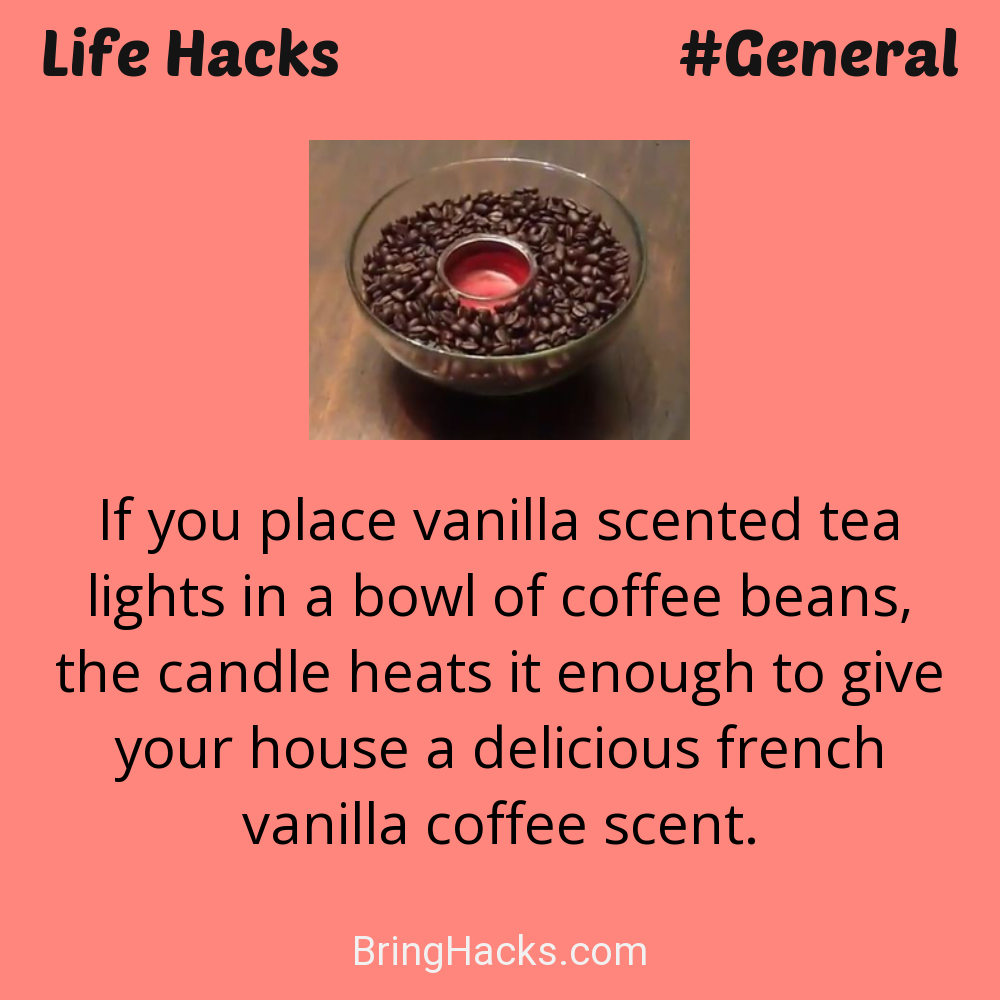 Life Hacks
#General
If you place vanilla scented tea
lights in a bowl of coffee beans,
the candle heats it enough to give
your house a delicious french
vanilla coffee scent.
BringHacks.com